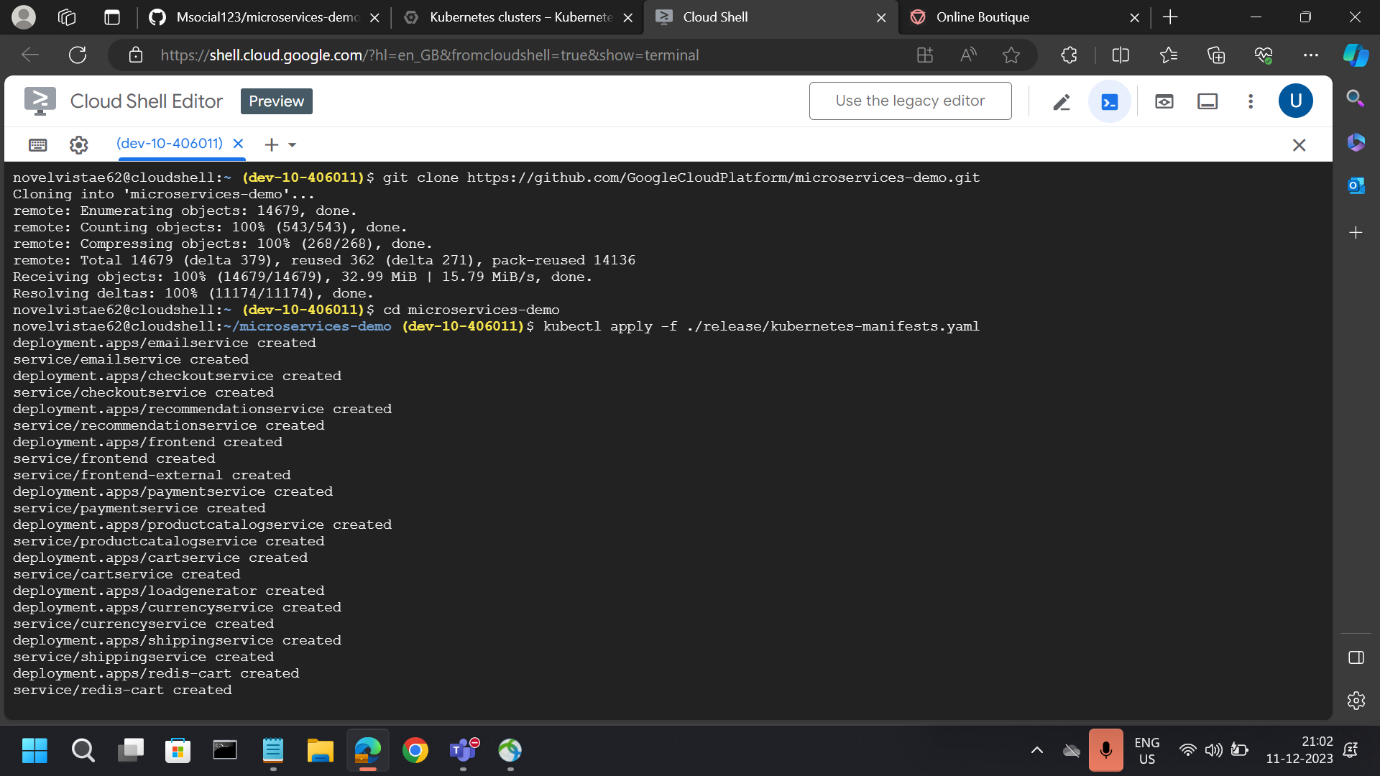 Msocial123/microservices-demo
Kubernetes clusters – Kubernete
Cloud Shell
Online Boutique
https://shell.cloud.google.com/?hl=en_GB&fromcloudshell=true&show=terminal
Cloud Shell Editor
Preview
Use the legacy editor
U
(dev-10-406011)
novelvistae62@cloudshell:~ (dev-10-406011)$ git clone https://github.com/GoogleCloudPlatform/microservices-demo.git
Cloning into 'microservices-demo'...
remote: Enumerating objects: 14679, done.
remote: Counting objects: 100% (543/543), done.
remote: Compressing objects: 100% (268/268), done.
remote: Total 14679 (delta 379), reused 362 (delta 271), pack-reused 14136
Receiving objects: 100% (14679/14679), 32.99 MiB | 15.79 MiB/s, done.
Resolving deltas: 100% (11174/11174), done.
novelvistae62@cloudshell:~ (dev-10-406011)$ cd microservices-demo
novelvistae62@cloudshell:~/microservices-demo (dev-10-406011)$ kubectl apply -f ./release/kubernetes-manifests.yaml
deployment.apps/emailservice created
service/emailservice created
deployment.apps/checkoutservice created
service/checkoutservice created
deployment.apps/recommendationservice created
service/recommendationservice created
deployment.apps/frontend created
service/frontend created
service/frontend-external created
deployment.apps/paymentservice created
service/paymentservice created
deployment.apps/productcatalogservice created
service/productcatalogservice created
deployment.apps/cartservice created
service/cartservice created
deployment.apps/loadgenerator created
deployment.apps/currencyservice created
service/currencyservice created
deployment.apps/shippingservice created
service/shippingservice created
deployment.apps/redis-cart created
service/redis-cart created
ENG
US
21:02
11-12-2023